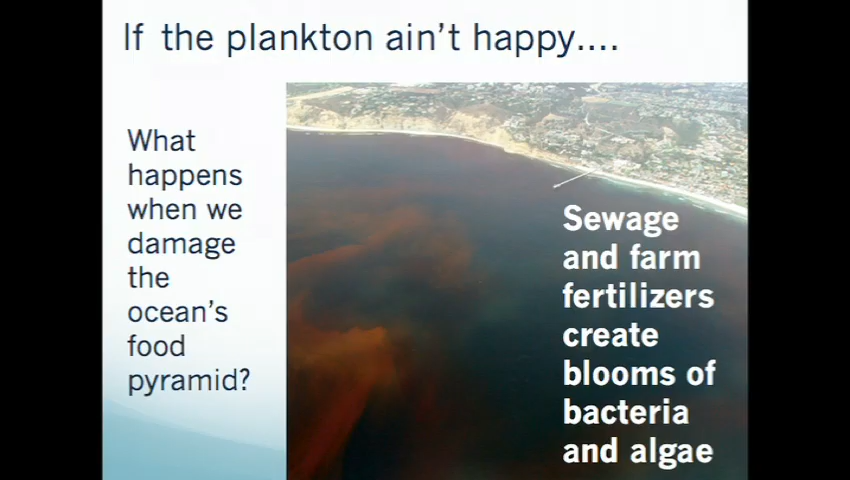 If the plankton ain't happy....
What
happens
when we
damage
the
ocean's
food
pyramid?
Sewage
and farm
fertilizers
create
blooms of
bacteria
and algae